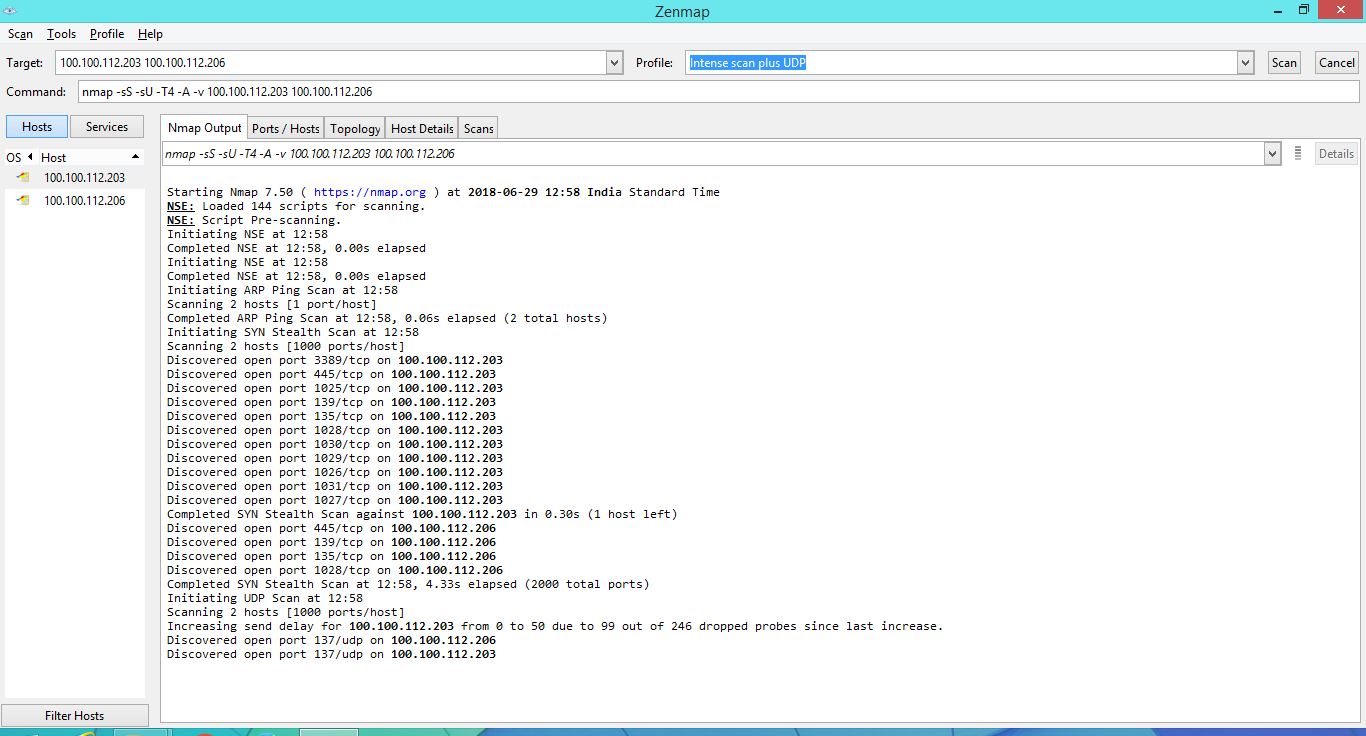 Zenmap
Scan Tools Profile Help
Target: 100.100.112.203 100.100.112.206 Profile: Intense scan plus UDP Scan Cancel
Command: nmap -sS -sU -T4 -A -v 100.100.112.203 100.100.112.206
Hosts Services Nmap Output Ports / Hosts Topology Host Details Scans
OS Host nmap -sS -sU -T4 -A -v 100.100.112.203 100.100.112.206 Details
100.100.112.203
100.100.112.206
Starting Nmap 7.50 ( https://nmap.org ) at 2018-06-29 12:58 India Standard Time
NSE: Loaded 144 scripts for scanning.
NSE: Script Pre-scanning.
Initiating NSE at 12:58
Completed NSE at 12:58, 0.00s elapsed
Initiating NSE at 12:58
Completed NSE at 12:58, 0.00s elapsed
Initiating ARP Ping Scan at 12:58
Scanning 2 hosts [1 port/host]
Completed ARP Ping Scan at 12:58, 0.06s elapsed (2 total hosts)
Initiating SYN Stealth Scan at 12:58
Scanning 2 hosts [1000 ports/host]
Discovered open port 3389/tcp on 100.100.112.203
Discovered open port 445/tcp on 100.100.112.203
Discovered open port 1025/tcp on 100.100.112.203
Discovered open port 139/tcp on 100.100.112.203
Discovered open port 135/tcp on 100.100.112.203
Discovered open port 1028/tcp on 100.100.112.203
Discovered open port 1030/tcp on 100.100.112.203
Discovered open port 1029/tcp on 100.100.112.203
Discovered open port 1026/tcp on 100.100.112.203
Discovered open port 1031/tcp on 100.100.112.203
Discovered open port 1027/tcp on 100.100.112.203
Completed SYN Stealth Scan against 100.100.112.203 in 0.30s (1 host left)
Discovered open port 445/tcp on 100.100.112.206
Discovered open port 139/tcp on 100.100.112.206
Discovered open port 135/tcp on 100.100.112.206
Discovered open port 1028/tcp on 100.100.112.206
Completed SYN Stealth Scan at 12:58, 4.33s elapsed (2000 total ports)
Initiating UDP Scan at 12:58
Scanning 2 hosts [1000 ports/host]
Increasing send delay for 100.100.112.203 from 0 to 50 due to 99 out of 246 dropped probes since last increase.
Discovered open port 137/udp on 100.100.112.206
Discovered open port 137/udp on 100.100.112.203
Filter Hosts